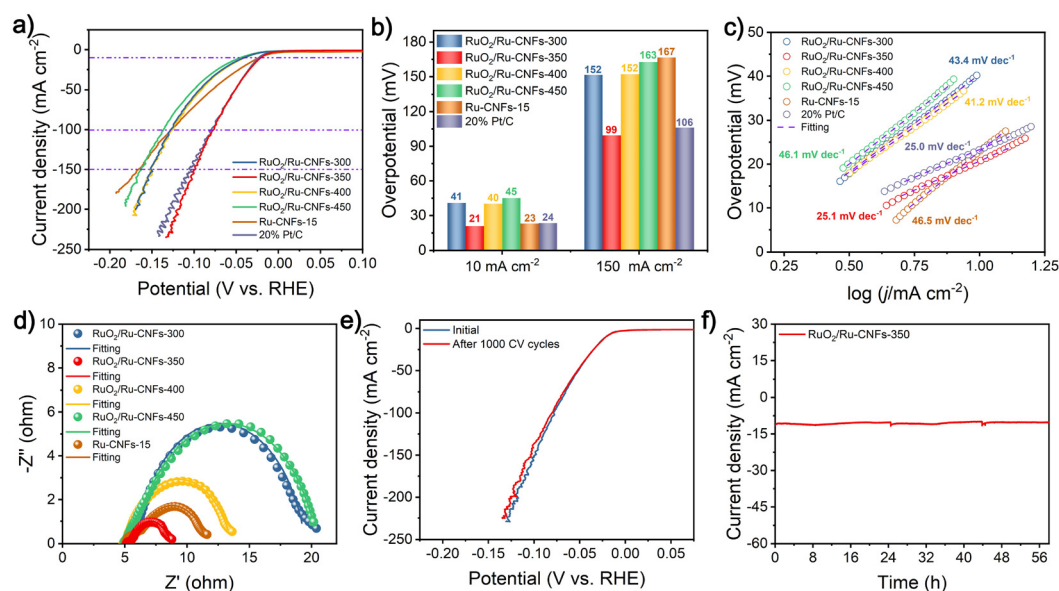 a)
Current density (mA cm⁻²)
0
-50
-100
-150
-200
-250
RuO₂/Ru-CNFs-300
RuO₂/Ru-CNFs-350
RuO₂/Ru-CNFs-400
RuO₂/Ru-CNFs-450
Ru-CNFs-15
20% Pt/C
-0.20 -0.15 -0.10 -0.05 0.00 0.05 0.10
Potential (V vs. RHE)
b)
Overpotential (mV)
180
150
120
90
60
30
0
RuO₂/Ru-CNFs-300
RuO₂/Ru-CNFs-350
RuO₂/Ru-CNFs-400
RuO₂/Ru-CNFs-450
Ru-CNFs-15
20% Pt/C
41 21 40 45 23 24
152 99 152 163 167 106
10 mA cm⁻² 150 mA cm⁻²
c)
Overpotential (mV)
60
40
20
0
RuO₂/Ru-CNFs-300
RuO₂/Ru-CNFs-350
RuO₂/Ru-CNFs-400
RuO₂/Ru-CNFs-450
Ru-CNFs-15
20% Pt/C
Fitting
43.4 mV dec⁻¹
41.2 mV dec⁻¹
46.1 mV dec⁻¹
25.0 mV dec⁻¹
25.1 mV dec⁻¹
46.5 mV dec⁻¹
0.25 0.50 0.75 1.00 1.25
log (j/mA cm⁻²)
d)
-Z" (ohm)
10
8
6
4
2
0
RuO₂/Ru-CNFs-300
Fitting
RuO₂/Ru-CNFs-350
Fitting
RuO₂/Ru-CNFs-400
Fitting
RuO₂/Ru-CNFs-450
Fitting
Ru-CNFs-15
Fitting
0 5 10 15 20
Z' (ohm)
e)
Current density (mA cm⁻²)
0
-50
-100
-150
-200
-250
Initial
After 1000 CV cycles
-0.20 -0.15 -0.10 -0.05 0.00 0.05
Potential (V vs. RHE)
f)
Current density (mA cm⁻²)
30
15
0
-15
-30
-45
-60
RuO₂/Ru-CNFs-350
0 8 16 24 32 40 48 56
Time (h)